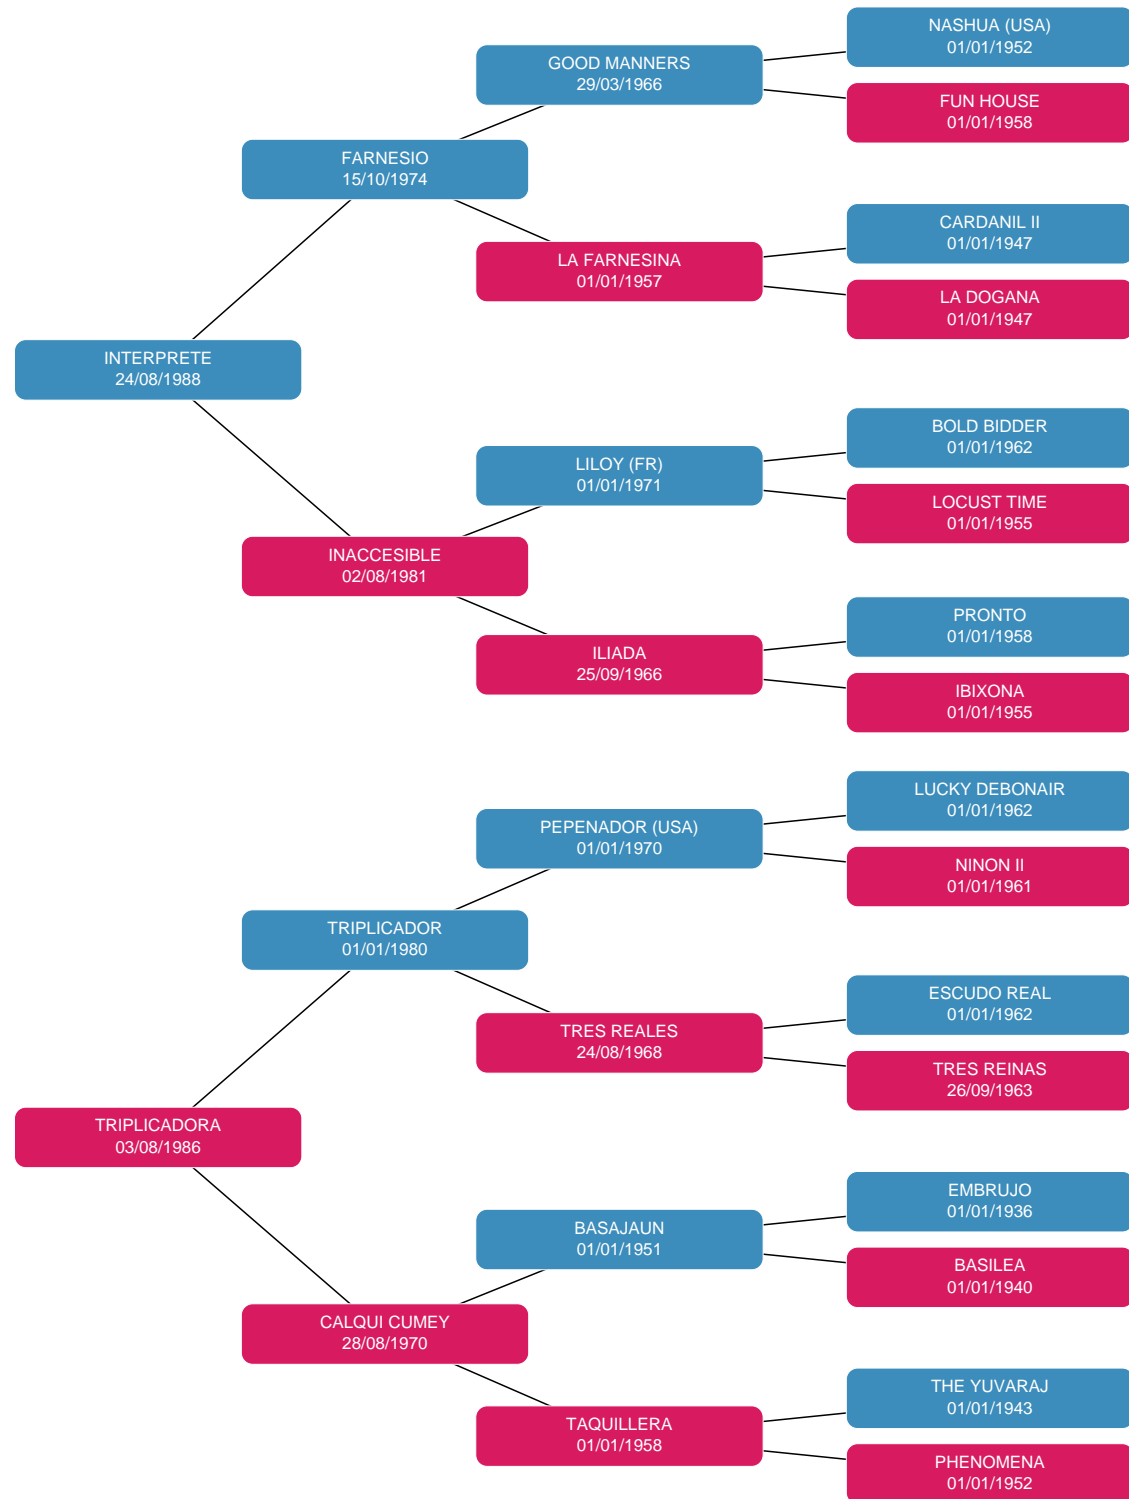 NASHUA (USA)
01/01/1952
GOOD MANNERS
29/03/1966
FUN HOUSE
01/01/1958
FARNESIO
15/10/1974
CARDANIL II
01/01/1947
LA FARNESINA
01/01/1957
LA DOGANA
01/01/1947
INTERPRETE
24/08/1988
BOLD BIDDER
01/01/1962
LILOY (FR)
01/01/1971
LOCUST TIME
01/01/1955
INACCESIBLE
02/08/1981
PRONTO
01/01/1958
ILIADA
25/09/1966
IBIXONA
01/01/1955
LUCKY DEBONAIR
01/01/1962
PEPENADOR (USA)
01/01/1970
NINON II
01/01/1961
TRIPLICADOR
01/01/1980
ESCUDO REAL
01/01/1962
TRES REALES
24/08/1968
TRES REINAS
26/09/1963
TRIPLICADORA
03/08/1986
EMBRUJO
01/01/1936
BASAJAUN
01/01/1951
BASILEA
01/01/1940
CALQUI CUMEY
28/08/1970
THE YUVARAJ
01/01/1943
TAQUILLERA
01/01/1958
PHENOMENA
01/01/1952